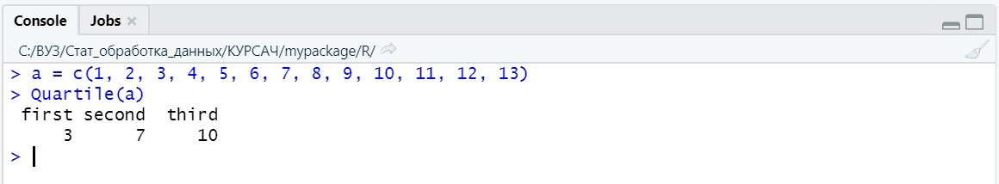 Console Jobs
C:/ВУЗ/Стат_обработка_данных/КУРСАЧ/mypackage/R/
> a = c(1, 2, 3, 4, 5, 6, 7, 8, 9, 10, 11, 12, 13)
> Quartile(a)
first second third
3 7 10
>